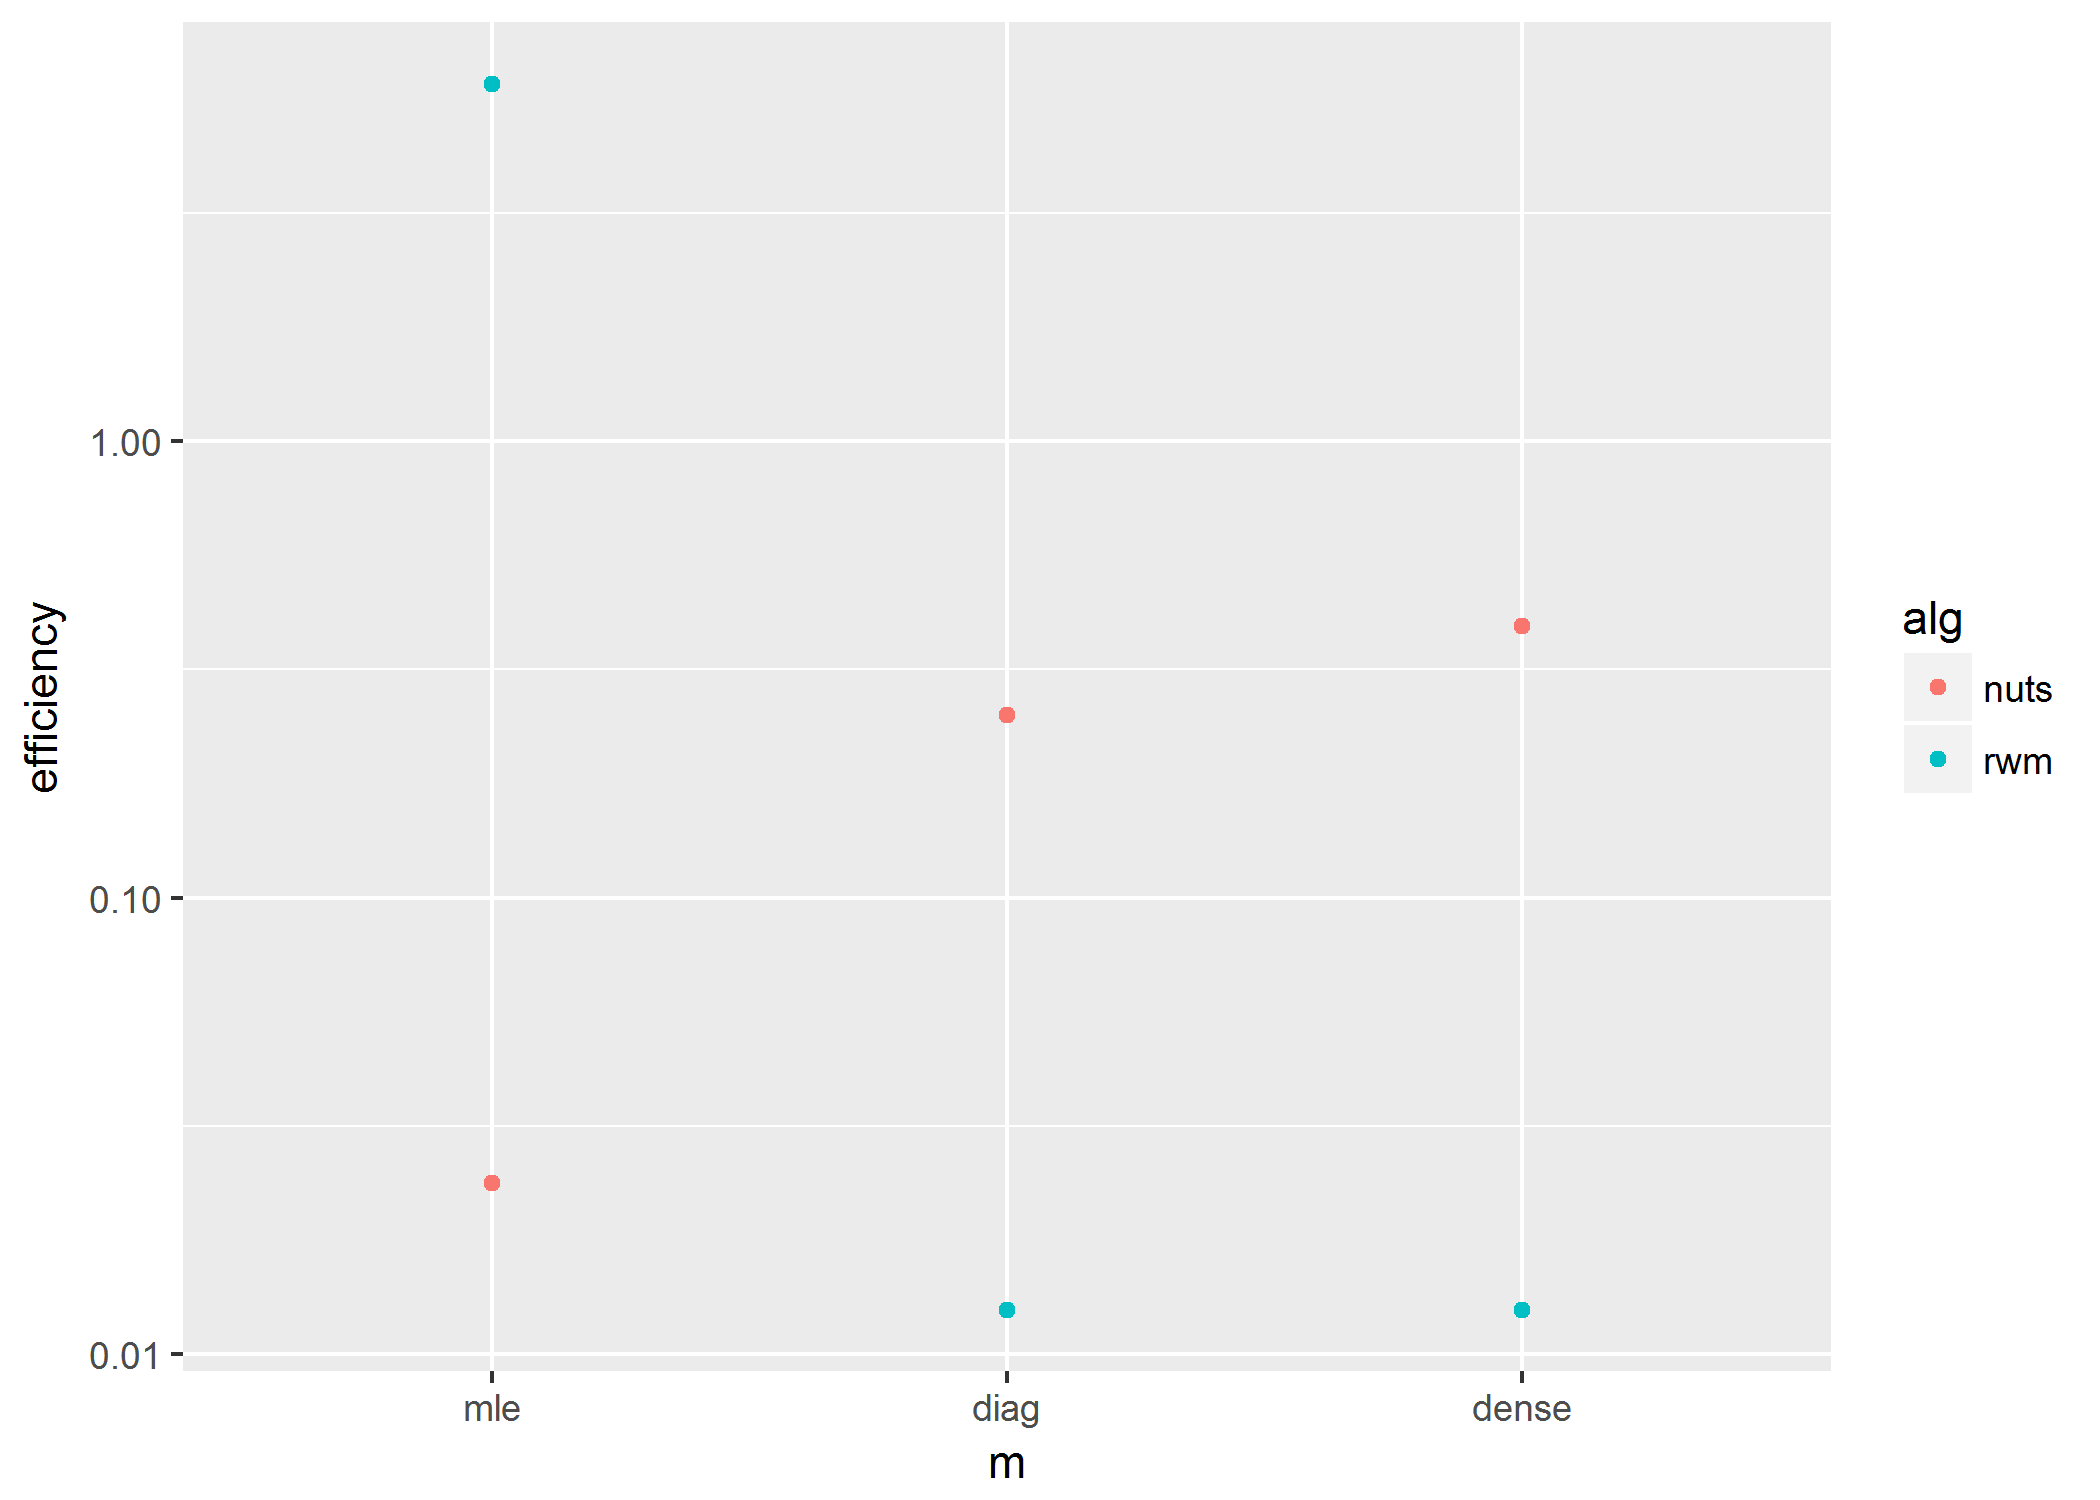 efficiency
1.00
0.10
0.01
mle
diag
dense
m
alg
nuts
rwm